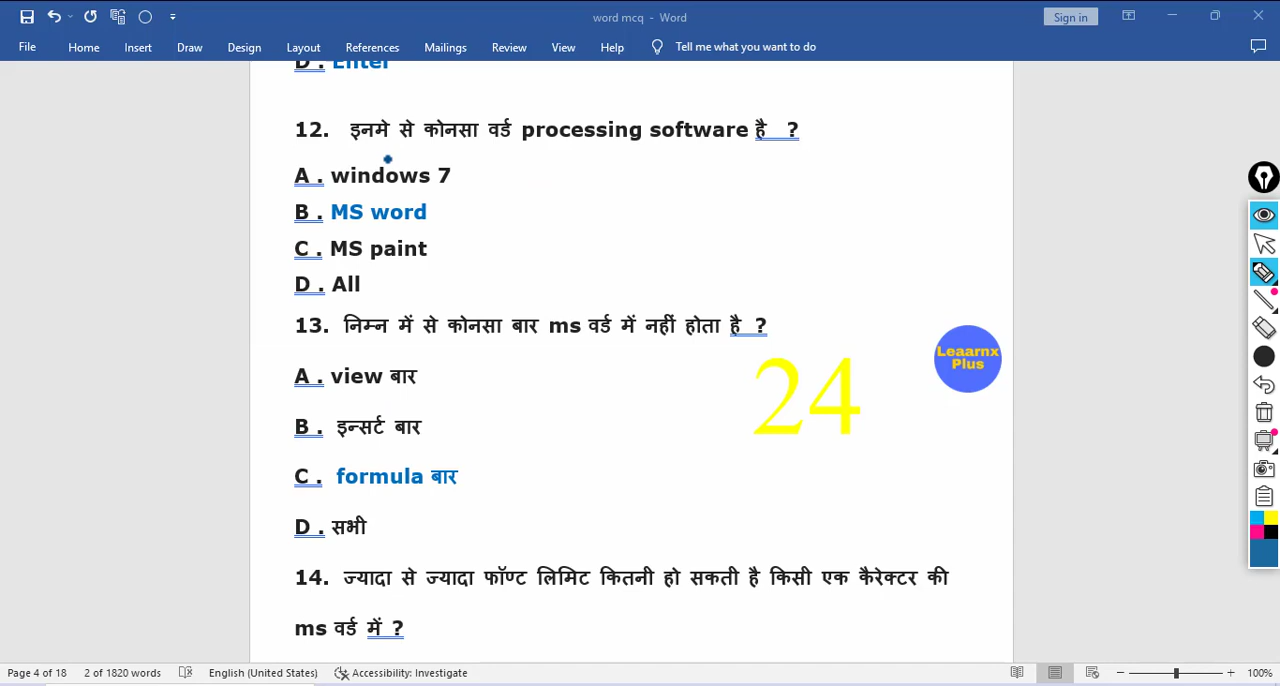 word mcq - Word
Sign in
File Home Insert Draw Design Layout References Mailings Review View Help Tell me what you want to do
D . Enter
12. इनमे से कोनसा वर्ड processing software है ?
A . windows 7
B . MS word
C . MS paint
D . All
13. निम्न में से कोनसा बार ms वर्ड में नहीं होता है ?
A . view बार
B . इन्सर्ट बार
C . formula बार
D . सभी
24
Leaarnx
Plus
14. ज्यादा से ज्यादा फॉण्ट लिमिट कितनी हो सकती है किसी एक कैरेक्टर की
ms वर्ड में ?
Page 4 of 18 2 of 1820 words English (United States) Accessibility: Investigate 100%